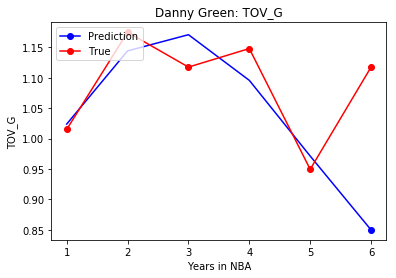 Danny Green: TOV_G
Prediction
True
TOV_G
1.15
1.10
1.05
1.00
0.95
0.90
0.85
1
2
3
4
5
6
Years in NBA